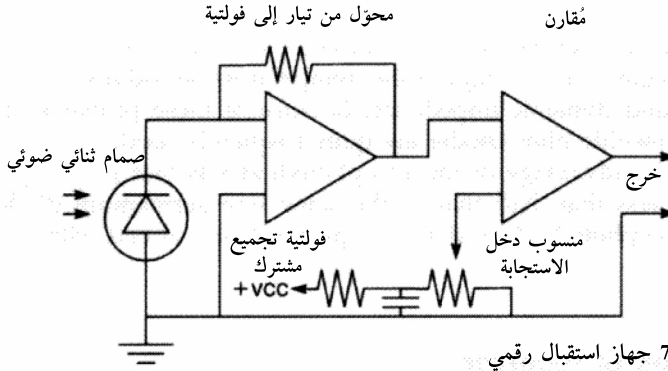 محوّل من تيار إلى فولتية
مُقارن
صمام ثنائي ضوئي
خرج
فولتية تجميع
مشترك
+VCC
منسوب دخل
الاستجابة
7 جهاز استقبال رقمي